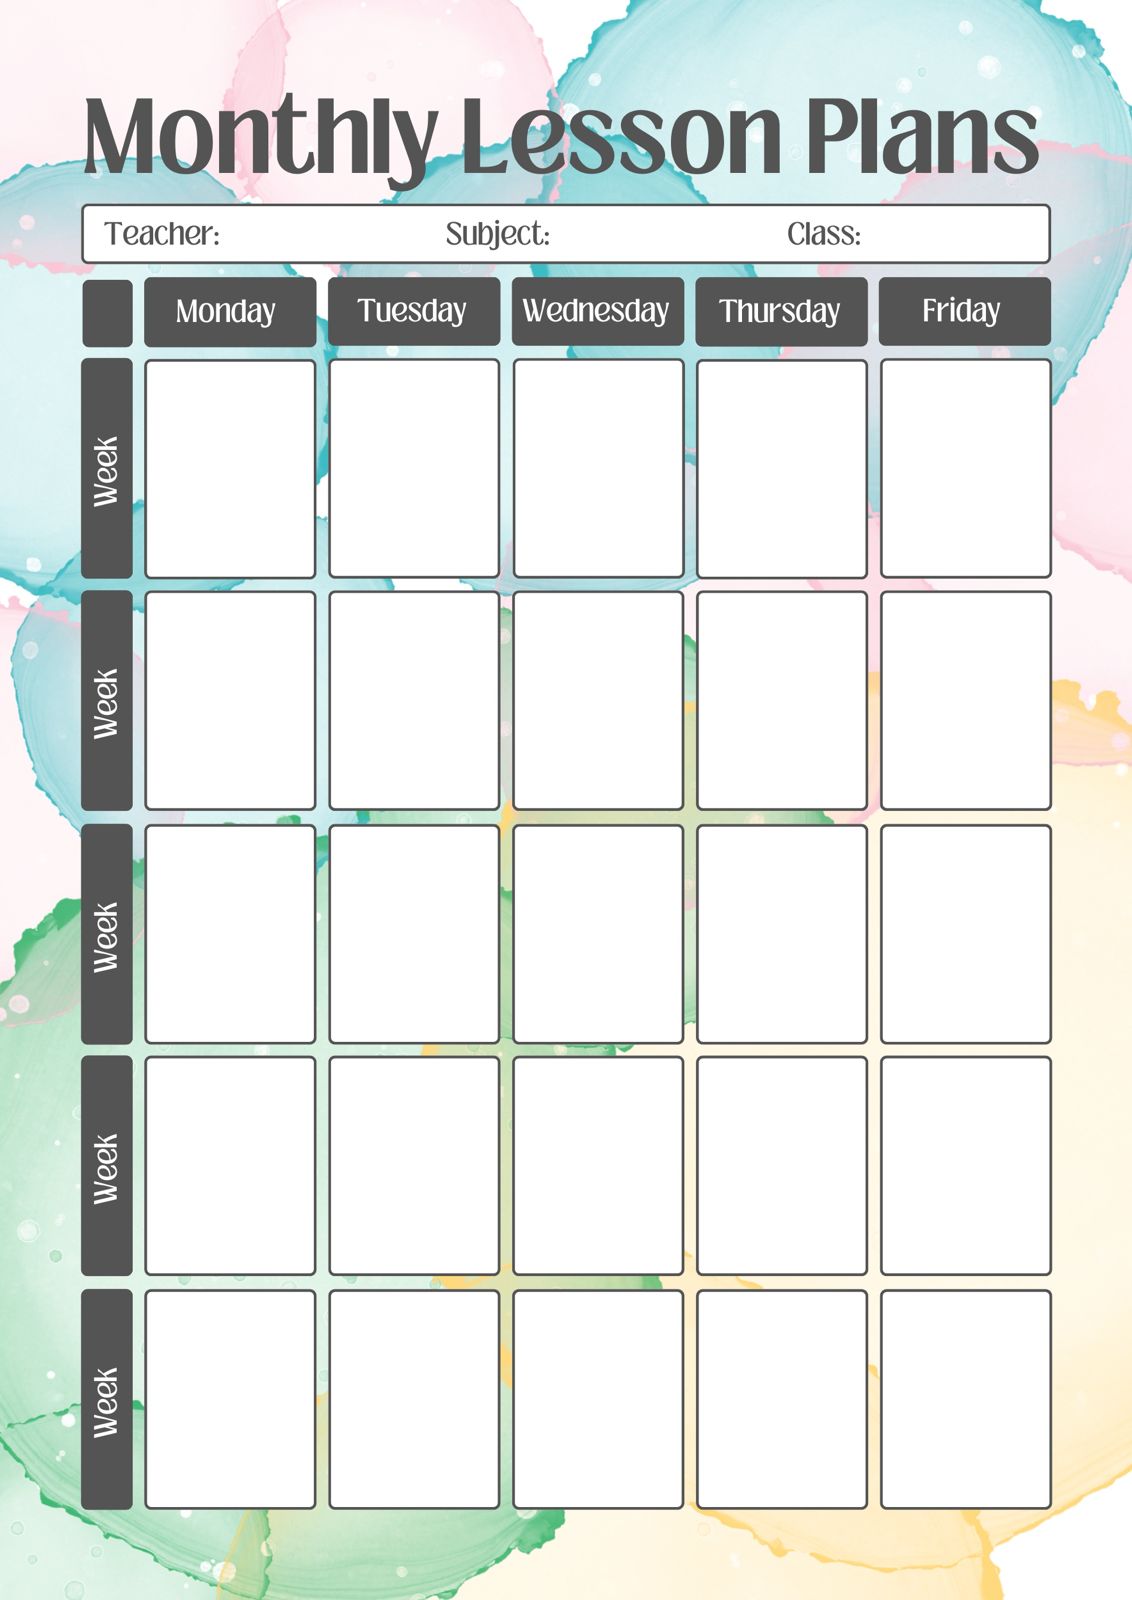 Monthly Lesson Plans
Teacher: Subject: Class:
Monday Tuesday Wednesday Thursday Friday
Week
Week
Week
Week
Week